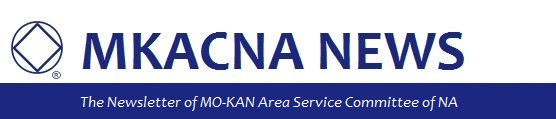 MKACNA NEWS
®
The Newsletter of MO-KAN Area Service Committee of NA